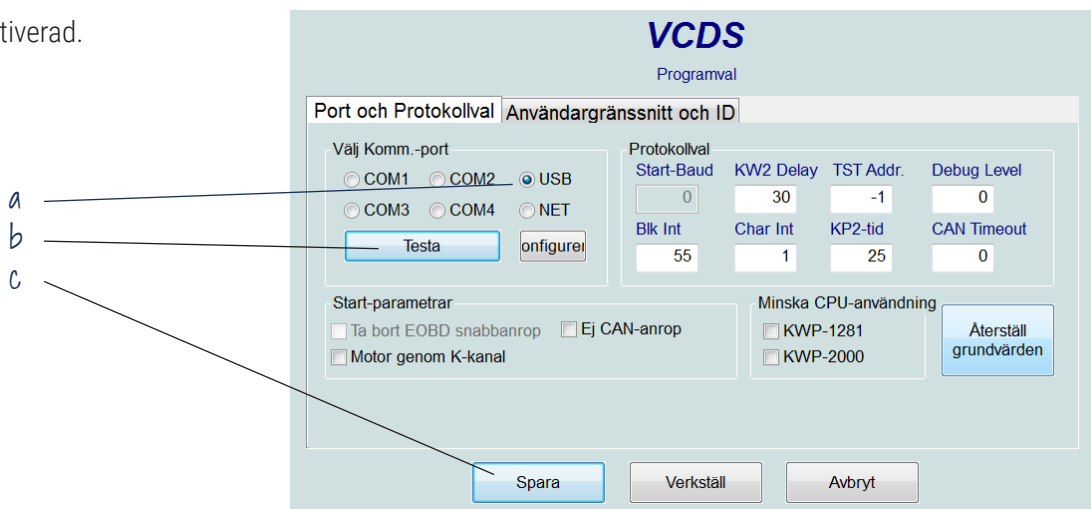 tiverad.
VCDS
Programval
Port och Protokollval Användargränssnitt och ID
Välj Komm.-port
COM1 COM2 USB
COM3 COM4 NET
Testa onfigurer
Protokollval
Start-Baud KW2 Delay TST Addr. Debug Level
0 30 -1 0
Blk Int Char Int KP2-tid CAN Timeout
55 1 25 0
a
b
c
Start-parametrar
Ta bort EOBD snabbanrop Ej CAN-anrop
Motor genom K-kanal
Minska CPU-användning
KWP-1281
KWP-2000
Återställ
grundvärden
Spara Verkställ Avbryt